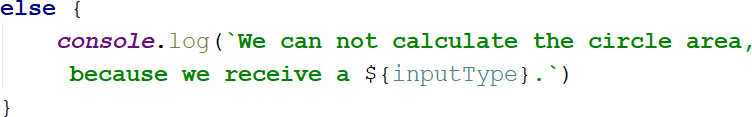 else {
console.log(`We can not calculate the circle area,
because we receive a ${inputType}.`)
}